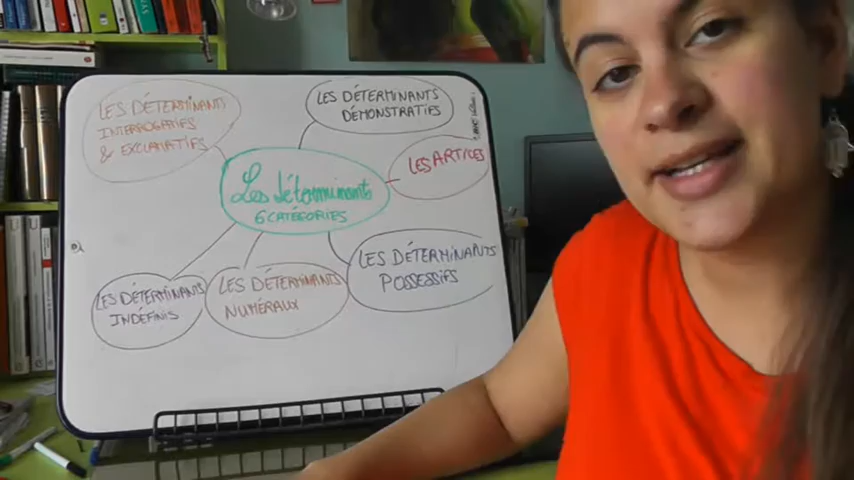 LES DÉTERMINANTS
INTERROGATIFS
& EXCLAMATIFS
LES DÉTERMINANTS
DÉMONSTRATIFS
LES ARTICLES
Les déterminants
6 CATÉGORIES
LES DÉTERMINANTS
INDÉFINIS
LES DÉTERMINANTS
NUMÉRAUX
LES DÉTERMINANTS
POSSESSIFS